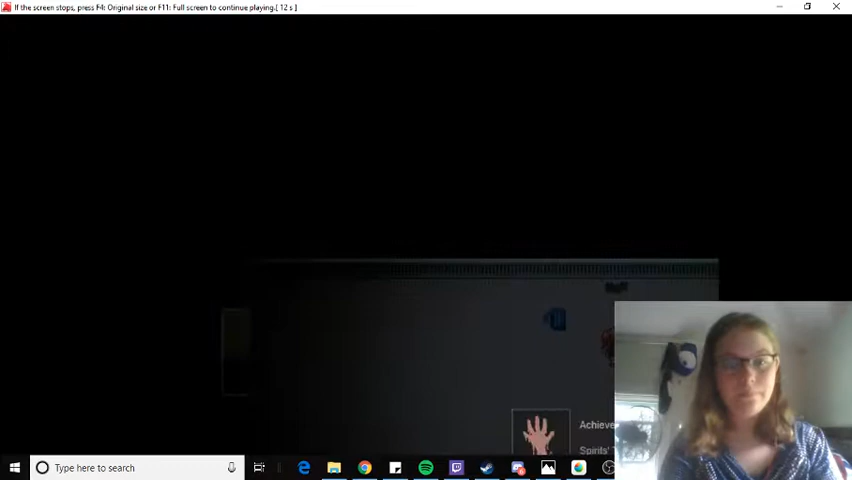 If the screen stops, press F4: Original size or F11: Full screen to continue playing.[ 12 s ]
Achieve
Spirits'
Type here to search